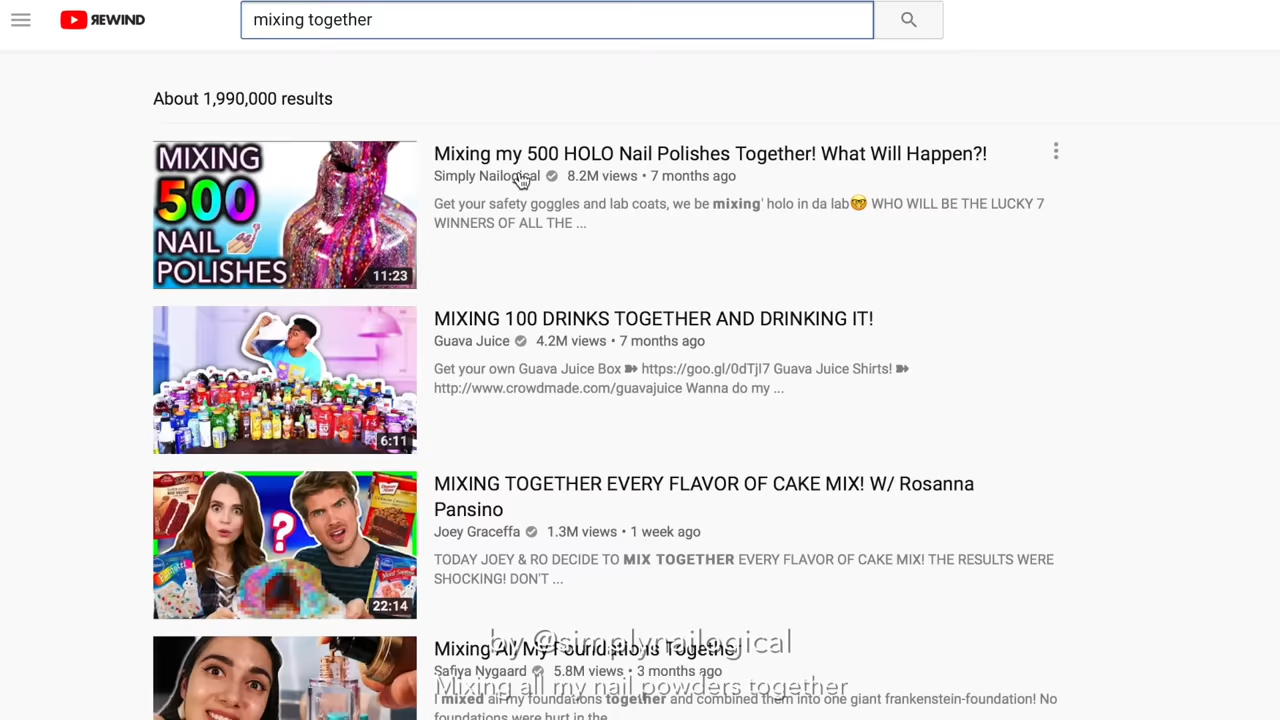 REWIND
mixing together
About 1,990,000 results
MIXING
500
NAIL
POLISHES
11:23
Mixing my 500 HOLO Nail Polishes Together! What Will Happen?!
Simply Nailogical 8.2M views • 7 months ago
Get your safety goggles and lab coats, we be mixing' holo in da lab🤓 WHO WILL BE THE LUCKY 7
WINNERS OF ALL THE ...
6:11
MIXING 100 DRINKS TOGETHER AND DRINKING IT!
Guava Juice 4.2M views • 7 months ago
Get your own Guava Juice Box ➽ https://goo.gl/0dTjI7 Guava Juice Shirts! ➽
http://www.crowdmade.com/guavajuice Wanna do my ...
?
22:14
MIXING TOGETHER EVERY FLAVOR OF CAKE MIX! W/ Rosanna
Pansino
Joey Graceffa 1.3M views • 1 week ago
TODAY JOEY & RO DECIDE TO MIX TOGETHER EVERY FLAVOR OF CAKE MIX! THE RESULTS WERE
SHOCKING! DON'T ...
by @simplynailogical
Mixing All My Foundations Together
Safiya Nygaard 5.8M views • 3 months ago
Mixing all my nail powders together
I mixed all my foundations together and combined them into one giant frankenstein-foundation! No
foundations were hurt in the